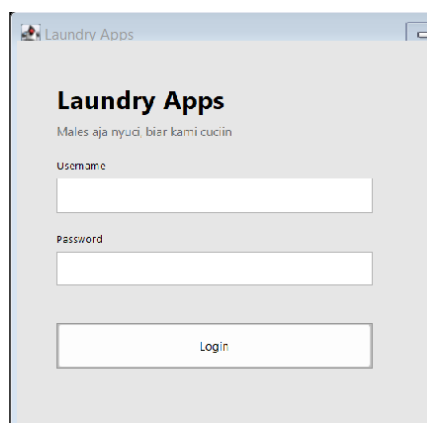 Laundry Apps
Laundry Apps
Males aja nyuci, biar kami cuciin
Username
Password
Login